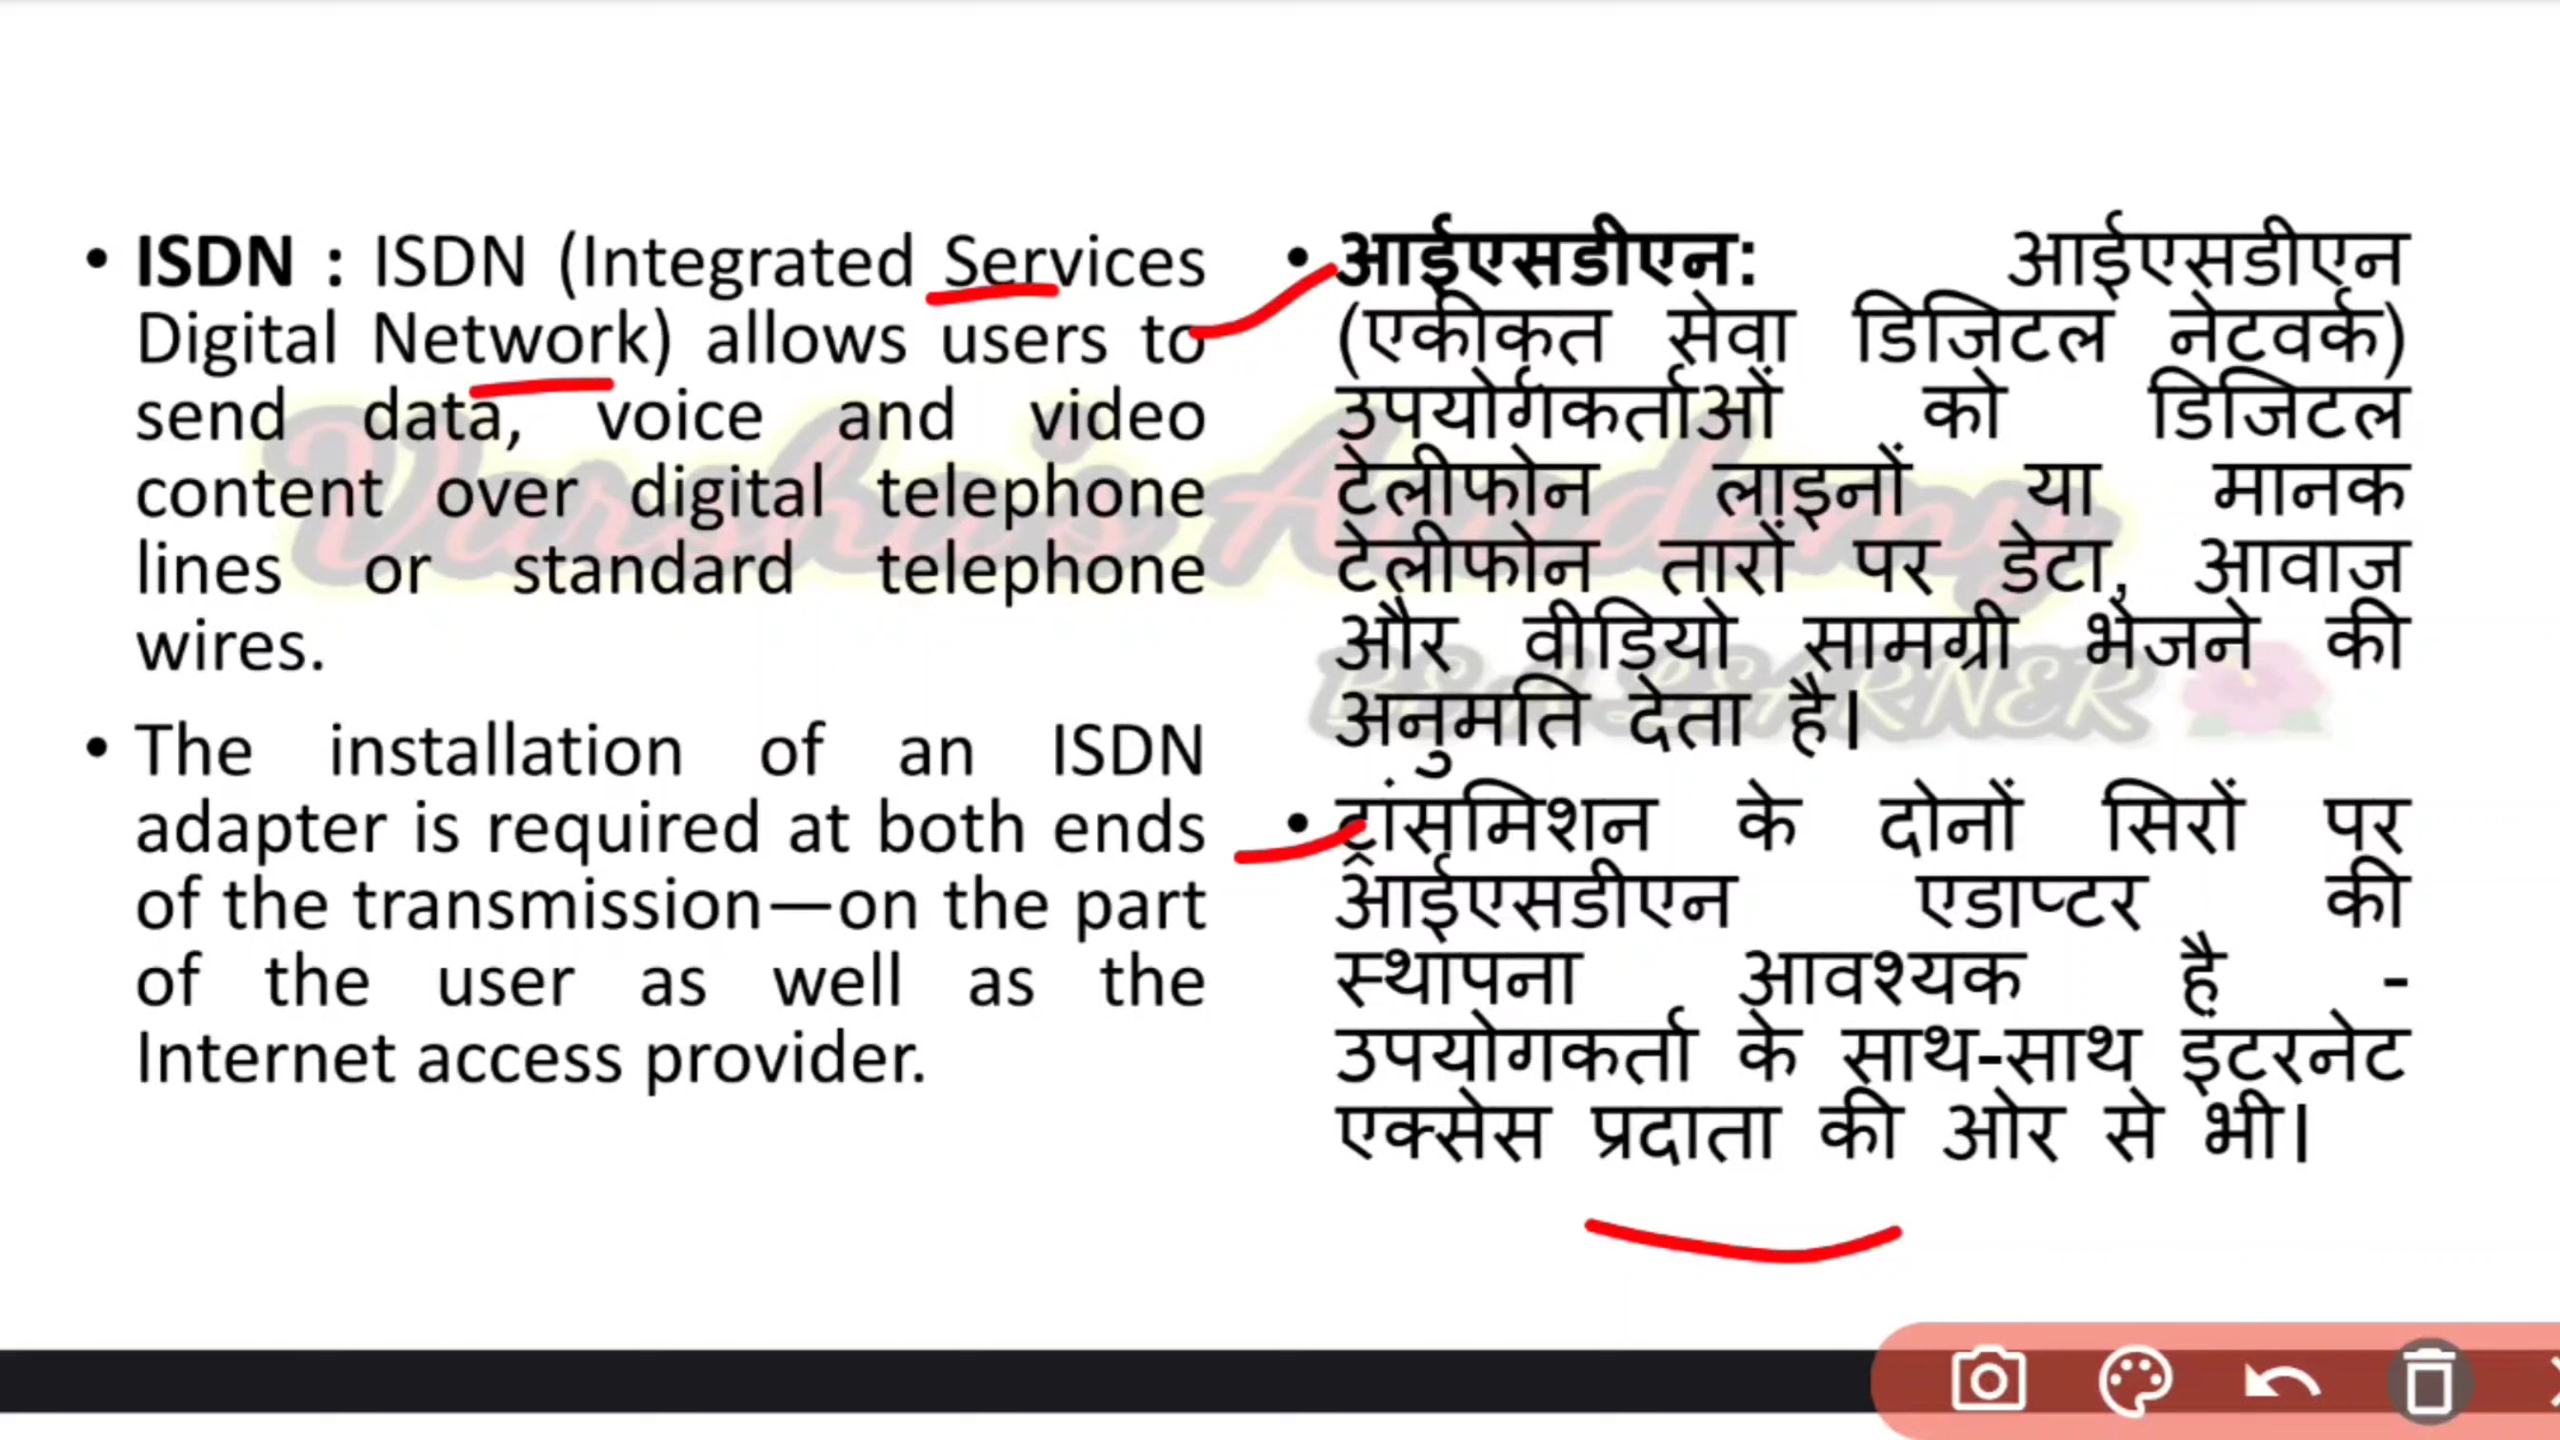 • ISDN : ISDN (Integrated Services
Digital Network) allows users to
send data, voice and video
content over digital telephone
lines or standard telephone
wires.
• The installation of an ISDN
adapter is required at both ends
of the transmission—on the part
of the user as well as the
Internet access provider.
• आईएसडीएन: आईएसडीएन
(एकीकृत सेवा डिजिटल नेटवर्क)
उपयोगकर्ताओं को डिजिटल
टेलीफोन लाइनों या मानक
टेलीफोन तारों पर डेटा, आवाज
और वीडियो सामग्री भेजने की
अनुमति देता है।
• ट्रांसमिशन के दोनों सिरों पर
आईएसडीएन एडाप्टर की
स्थापना आवश्यक है -
उपयोगकर्ता के साथ-साथ इंटरनेट
एक्सेस प्रदाता की ओर से भी।
Varsha's Academy
BE A LEARNER